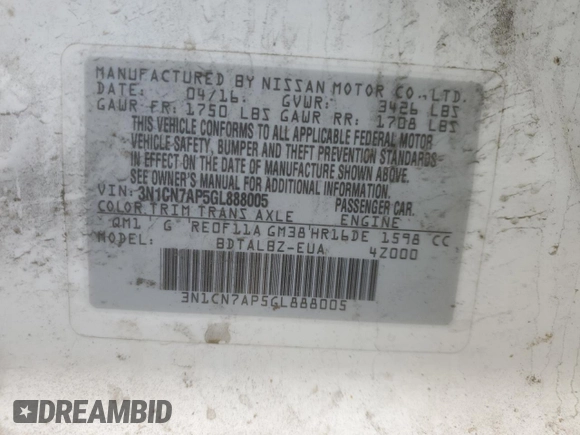 MANUFACTURED BY NISSAN MOTOR CO., LTD.
DATE: 04/16. GVWR: 3426 LBS
GAWR FR: 1750 LBS GAWR RR: 1708 LBS
THIS VEHICLE CONFORMS TO ALL APPLICABLE FEDERAL MOTOR
VEHICLE SAFETY, BUMPER AND THEFT PREVENTION STANDARDS
IN EFFECT ON THE DATE OF MANUFACTURE SHOWN ABOVE.
SEE OWNER'S MANUAL FOR ADDITIONAL INFORMATION
VIN: 3N1CN7AP5GL888005 PASSENGER CAR.
COLOR TRIM TRANS AXLE ENGINE
QM1 G RE0F11A GM38 HR16DE 1598 CC
MODEL: BDTALBZ-EUA 4Z000
3N1CN7AP5GL888005
DREAMBID